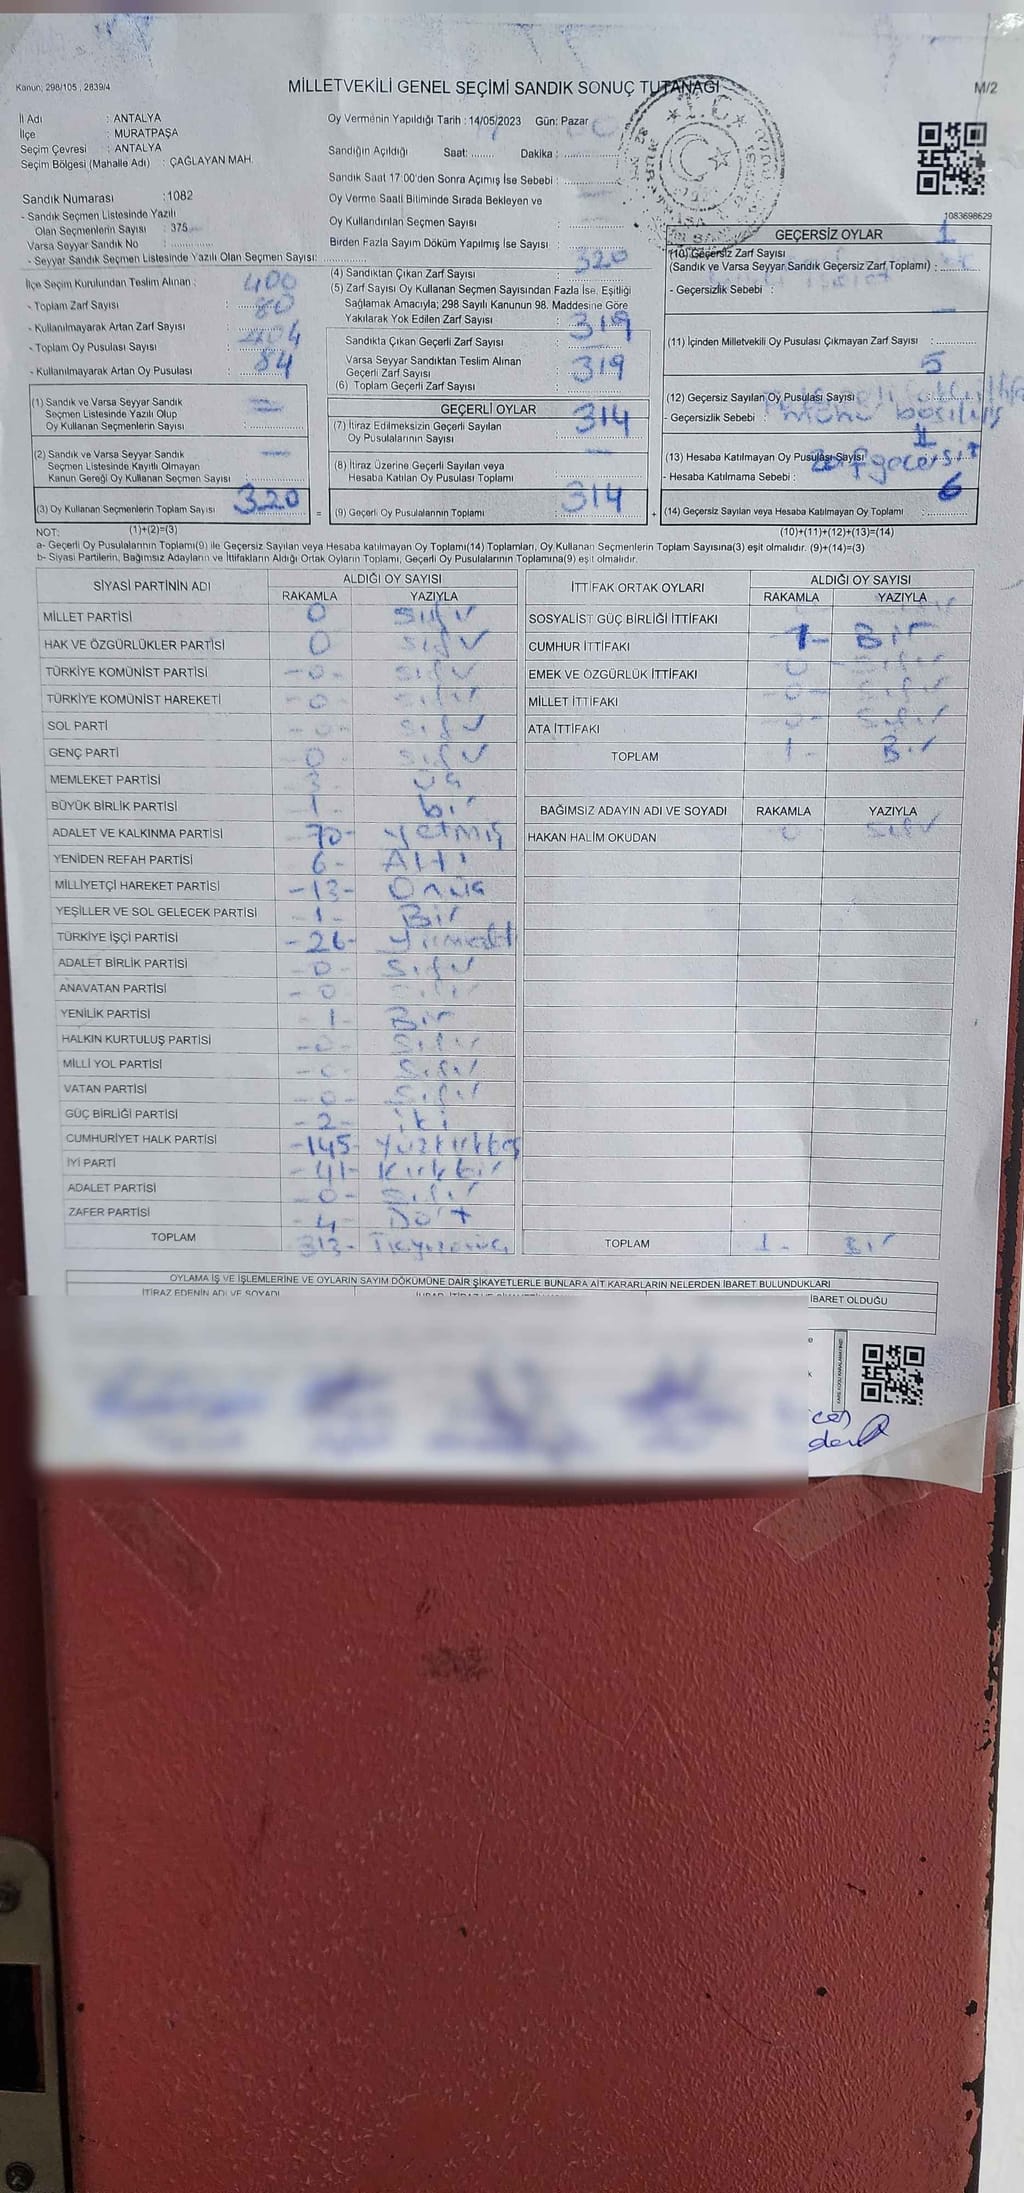 Kanun; 298/105 , 2839/4
MİLLETVEKİLİ GENEL SEÇİMİ SANDIK SONUÇ TUTANAĞI
M/2
İl Adı : ANTALYA
İlçe : MURATPAŞA
Seçim Çevresi : ANTALYA
Seçim Bölgesi (Mahalle Adı) : ÇAĞLAYAN MAH.
Sandık Numarası :1082
- Sandık Seçmen Listesinde Yazılı
Olan Seçmenlerin Sayısı : 375
Varsa Seyyar Sandık No :
- Seyyar Sandık Seçmen Listesinde Yazılı Olan Seçmen Sayısı:
İlçe Seçim Kurulundan Teslim Alınan :
- Toplam Zarf Sayısı : 400
- Kullanılmayarak Artan Zarf Sayısı : 80
- Toplam Oy Pusulası Sayısı : 404
- Kullanılmayarak Artan Oy Pusulası : 84
(1) Sandık ve Varsa Seyyar Sandık
Seçmen Listesinde Yazılı Olup
Oy Kullanan Seçmenlerin Sayısı :
(2) Sandık ve Varsa Seyyar Sandık
Seçmen Listesinde Kayıtlı Olmayan
Kanun Gereği Oy Kullanan Seçmen Sayısı :
(3) Oy Kullanan Seçmenlerin Toplam Sayısı : 320
Oy Vermenin Yapıldığı Tarih : 14/05/2023 Gün: Pazar
Sandığın Açıldığı Saat: Dakika :
Sandık Saat 17:00'den Sonra Açımış İse Sebebi :
Oy Verme Saati Bitiminde Sırada Bekleyen ve
Oy Kullandırılan Seçmen Sayısı :
Birden Fazla Sayım Döküm Yapılmış İse Sayısı :
(4) Sandıktan Çıkan Zarf Sayısı : 320
(5) Zarf Sayısı Oy Kullanan Seçmen Sayısından Fazla İse, Eşitliği
Sağlamak Amacıyla; 298 Sayılı Kanunun 98. Maddesine Göre
Yakılarak Yok Edilen Zarf Sayısı :
Sandıkta Çıkan Geçerli Zarf Sayısı : 319
Varsa Seyyar Sandıktan Teslim Alınan
Geçerli Zarf Sayısı :
(6) Toplam Geçerli Zarf Sayısı : 319
GEÇERLİ OYLAR
(7) İtiraz Edilmeksizin Geçerli Sayılan
Oy Pusulalarının Sayısı : 314
(8) İtiraz Üzerine Geçerli Sayılan veya
Hesaba Katılan Oy Pusulası Toplamı :
= (9) Geçerli Oy Pusulalarının Toplamı : 314
1083698629
GEÇERSİZ OYLAR
(10) Geçersiz Zarf Sayısı
(Sandık ve Varsa Seyyar Sandık Geçersiz Zarf Toplamı) : 1
- Geçersizlik Sebebi :
(11) İçinden Milletvekili Oy Pusulası Çıkmayan Zarf Sayısı :
(12) Geçersiz Sayılan Oy Pusulası Sayısı : 5
- Geçersizlik Sebebi :
(13) Hesaba Katılmayan Oy Pusulası Sayısı :
- Hesaba Katılmama Sebebi :
+ (14) Geçersiz Sayılan veya Hesaba Katılmayan Oy Toplamı : 6
NOT: (1)+(2)=(3) (10)+(11)+(12)+(13)=(14)
a- Geçerli Oy Pusulalarının Toplamı(9) ile Geçersiz Sayılan veya Hesaba katılmayan Oy Toplamı(14) Toplamları, Oy Kullanan Seçmenlerin Toplam Sayısına(3) eşit olmalıdır. (9)+(14)=(3)
b- Siyasi Partilerin, Bağımsız Adayların ve İttifakların Aldığı Ortak Oyların Toplamı, Geçerli Oy Pusulalarının Toplamına(9) eşit olmalıdır.
SİYASİ PARTİNİN ADI ALDIĞI OY SAYISI
RAKAMLA YAZIYLA
MİLLET PARTİSİ 0 Sıfır
HAK VE ÖZGÜRLÜKLER PARTİSİ 0 Sıfır
TÜRKİYE KOMÜNİST PARTİSİ -0- Sıfır
TÜRKİYE KOMÜNİST HAREKETİ -0- Sıfır
SOL PARTİ -0- Sıfır
GENÇ PARTİ 0 Sıfır
MEMLEKET PARTİSİ 3 Üç
BÜYÜK BİRLİK PARTİSİ 1 bir
ADALET VE KALKINMA PARTİSİ -70- yetmiş
YENİDEN REFAH PARTİSİ 6- Altı
MİLLİYETÇİ HAREKET PARTİSİ -13- Onüç
YEŞİLLER VE SOL GELECEK PARTİSİ -1- Bir
TÜRKİYE İŞÇİ PARTİSİ -26-
ADALET BİRLİK PARTİSİ -0- Sıfır
ANAVATAN PARTİSİ -0 Sıfır
YENİLİK PARTİSİ -1- Bir
HALKIN KURTULUŞ PARTİSİ -0- Sıfır
MİLLİ YOL PARTİSİ -0 Sıfır
VATAN PARTİSİ -0- Sıfır
GÜÇ BİRLİĞİ PARTİSİ -2- iki
CUMHURİYET HALK PARTİSİ -145- Yüzkırkbeş
İYİ PARTİ -41- Kırkbir
ADALET PARTİSİ -0- Sıfır
ZAFER PARTİSİ -4- Dört
TOPLAM 313-
İTTİFAK ORTAK OYLARI ALDIĞI OY SAYISI
RAKAMLA YAZIYLA
SOSYALİST GÜÇ BİRLİĞİ İTTİFAKI
CUMHUR İTTİFAKI 1- Bir
EMEK VE ÖZGÜRLÜK İTTİFAKI 0 Sıfır
MİLLET İTTİFAKI -0- Sıfır
ATA İTTİFAKI -0- Sıfır
TOPLAM 1- Bir
BAĞIMSIZ ADAYIN ADI VE SOYADI RAKAMLA YAZIYLA
HAKAN HALİM OKUDAN 0 Sıfır
TOPLAM 1- Bir
OYLAMA İŞ VE İŞLEMLERİNE VE OYLARIN SAYIM DÖKÜMÜNE DAİR ŞİKAYETLERLE BUNLARA AİT KARARLARIN NELERDEN İBARET BULUNDUKLARI
İTİRAZ EDENİN ADI VE SOYADI
İBARET OLDUĞU